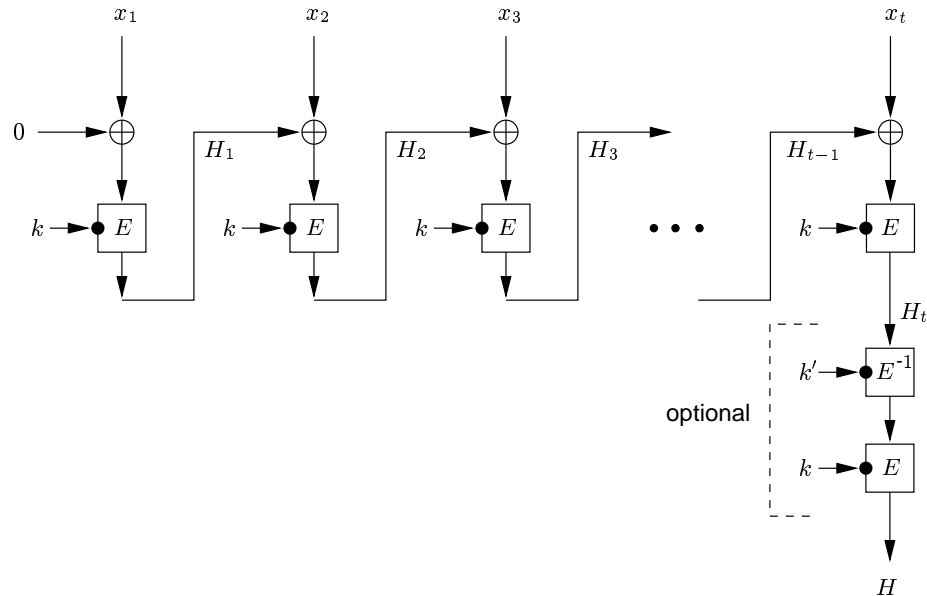 x₁ x₂ x₃ xₜ
0
H₁ H₂ H₃ Hₜ₋₁
k E k E k E • • • k E
Hₜ
k′ E⁻¹
optional
k E
H